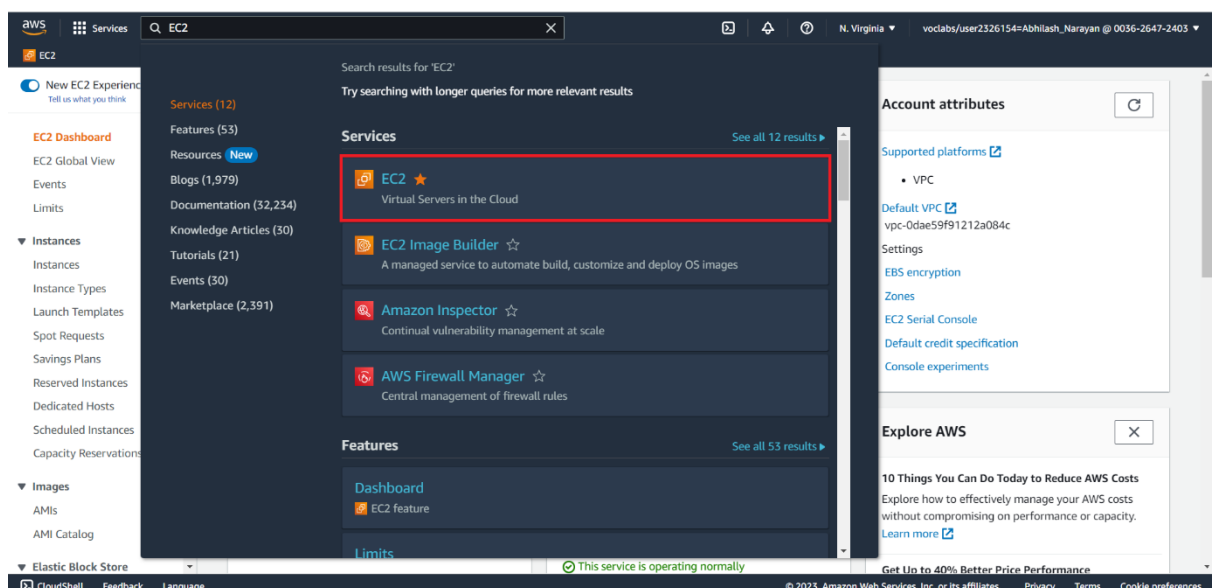 aws
Services
EC2
N. Virginia
voclabs/user2326154=Abhilash_Narayan @ 0036-2647-2403
EC2
New EC2 Experienc
Tell us what you think
EC2 Dashboard
EC2 Global View
Events
Limits
Instances
Instances
Instance Types
Launch Templates
Spot Requests
Savings Plans
Reserved Instances
Dedicated Hosts
Scheduled Instances
Capacity Reservations
Images
AMIs
AMI Catalog
Elastic Block Store
Services (12)
Features (53)
Resources New
Blogs (1,979)
Documentation (32,234)
Knowledge Articles (30)
Tutorials (21)
Events (30)
Marketplace (2,391)
Search results for 'EC2'
Try searching with longer queries for more relevant results
Services
See all 12 results
EC2
Virtual Servers in the Cloud
EC2 Image Builder
A managed service to automate build, customize and deploy OS images
Amazon Inspector
Continual vulnerability management at scale
AWS Firewall Manager
Central management of firewall rules
Features
See all 53 results
Dashboard
EC2 feature
Limits
This service is operating normally
Account attributes
Supported platforms
• VPC
Default VPC
vpc-0dae59f91212a084c
Settings
EBS encryption
Zones
EC2 Serial Console
Default credit specification
Console experiments
Explore AWS
10 Things You Can Do Today to Reduce AWS Costs
Explore how to effectively manage your AWS costs
without compromising on performance or capacity.
Learn more
Get Up to 40% Better Price Performance
CloudShell
Feedback
Language
© 2023, Amazon Web Services, Inc. or its affiliates.
Privacy
Terms
Cookie preferences